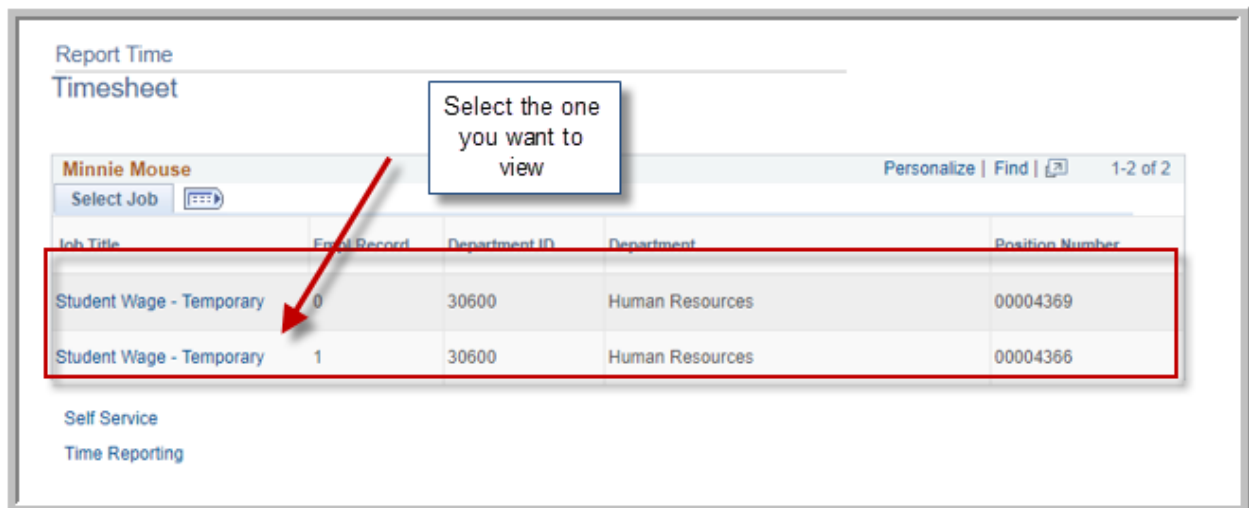 Report Time
Timesheet
Select the one
you want to
view
Minnie Mouse Personalize | Find | 1-2 of 2
Select Job
Job Title Empl Record Department ID Department Position Number
Student Wage - Temporary 0 30600 Human Resources 00004369
Student Wage - Temporary 1 30600 Human Resources 00004366
Self Service
Time Reporting